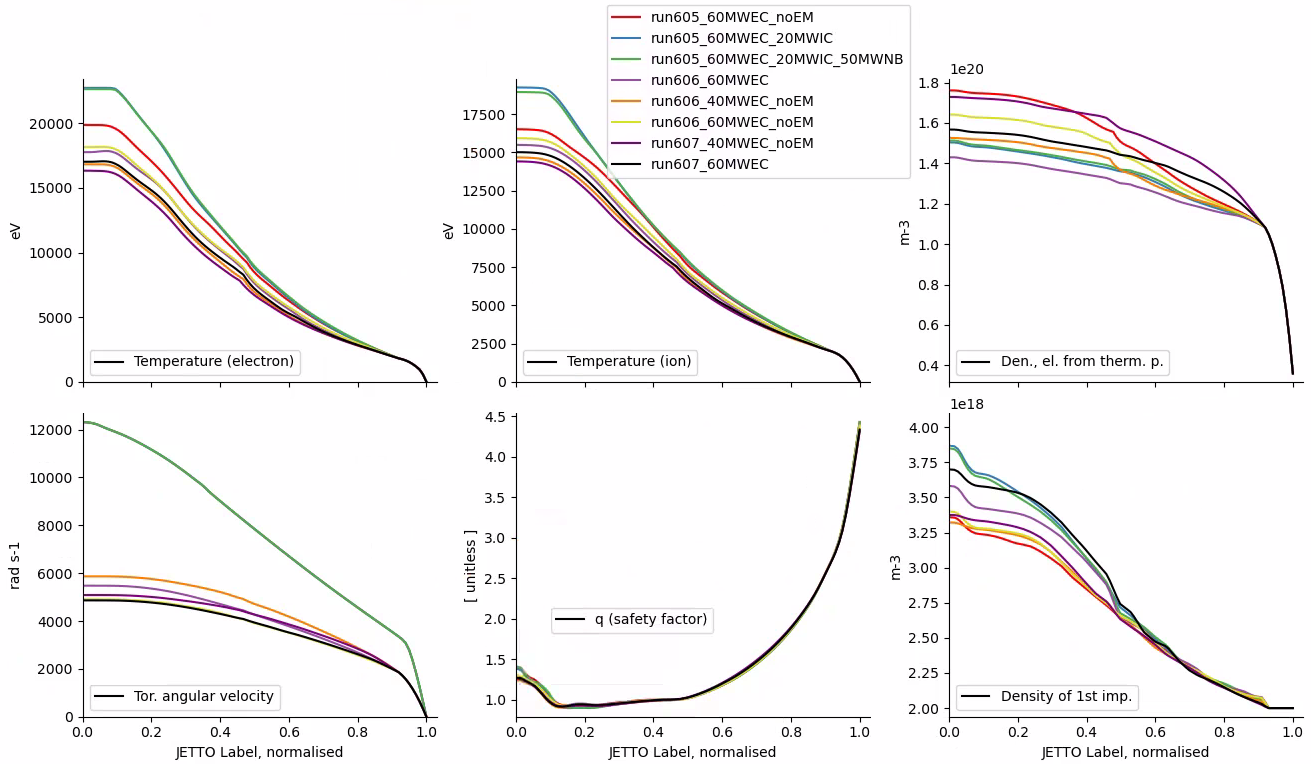 run605_60MWEC_noEM
run605_60MWEC_20MWIC
run605_60MWEC_20MWIC_50MWNB
run606_60MWEC
run606_40MWEC_noEM
run606_60MWEC_noEM
run607_40MWEC_noEM
run607_60MWEC
20000
15000
10000
5000
0
eV
Temperature (electron)
17500
15000
12500
10000
7500
5000
2500
0
eV
Temperature (ion)
1e20
1.8
1.6
1.4
1.2
1.0
0.8
0.6
0.4
m-3
Den., el. from therm. p.
12000
10000
8000
6000
4000
2000
0
rad s-1
Tor. angular velocity
0.0 0.2 0.4 0.6 0.8 1.0
JETTO Label, normalised
4.5
4.0
3.5
3.0
2.5
2.0
1.5
1.0
[ unitless ]
q (safety factor)
0.0 0.2 0.4 0.6 0.8 1.0
JETTO Label, normalised
1e18
4.00
3.75
3.50
3.25
3.00
2.75
2.50
2.25
2.00
m-3
Density of 1st imp.
0.0 0.2 0.4 0.6 0.8 1.0
JETTO Label, normalised